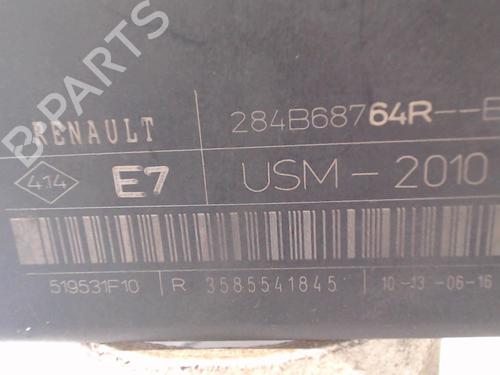 B-PARTS
RENAULT 284B68764R--E
414 E7 USM-2010
519531F10 R 3585541845 10-13-06-16